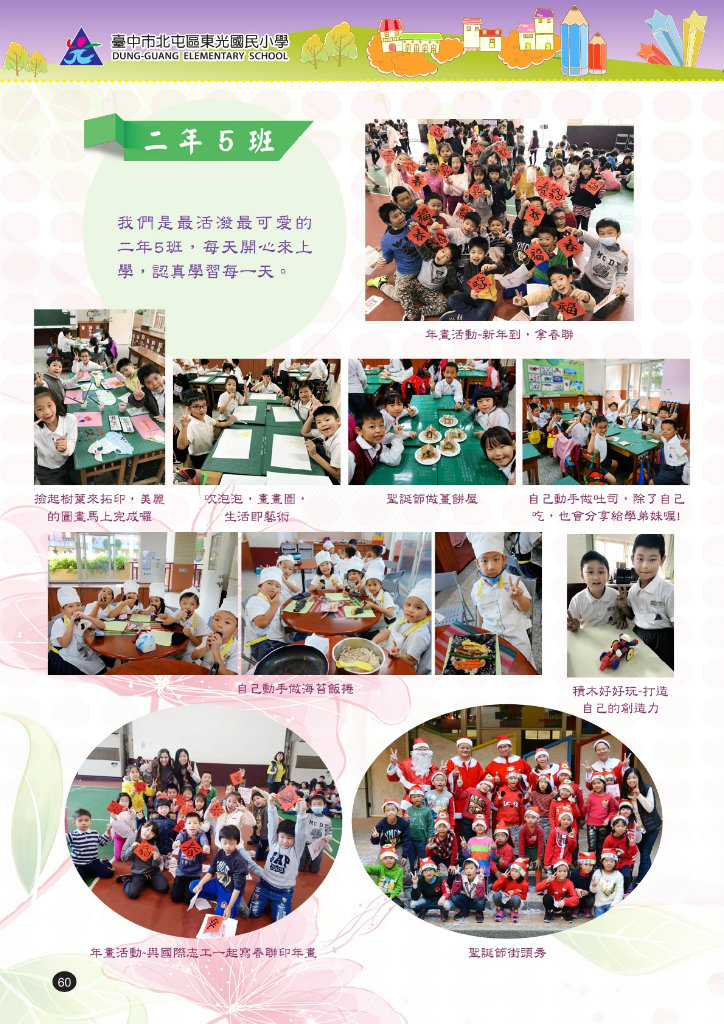 臺中市北屯區東光國民小學
DUNG-GUANG ELEMENTARY SCHOOL
二年5班
我們是最活潑最可愛的
二年5班，每天開心來上
學，認真學習每一天。
年畫活動~新年到，拿春聯
撿起樹葉來拓印，美麗
的圖畫馬上完成囉
吹泡泡，畫畫圖，
生活即藝術
聖誕節做薑餅屋
自己動手做吐司，除了自己
吃，也會分享給學弟妹喔!
自己動手做海苔飯捲
積木好好玩~打造
自己的創造力
年畫活動~與國際志工一起寫春聯印年畫
聖誕節街頭秀
60